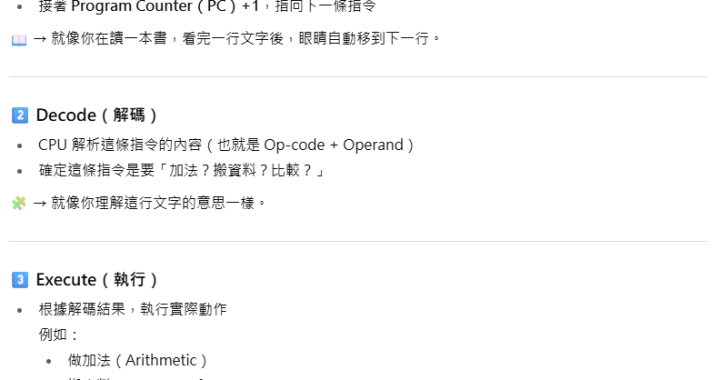 • 接著 Program Counter（PC）+1，指向下一條指令
📖 → 就像你在讀一本書，看完一行文字後，眼睛自動移到下一行。
2️⃣ Decode（解碼）
• CPU 解析這條指令的內容（也就是 Op-code + Operand）
• 確定這條指令是要「加法？搬資料？比較？」
🧩 → 就像你理解這行文字的意思一樣。
3️⃣ Execute（執行）
• 根據解碼結果，執行實際動作
例如：
• 做加法（Arithmetic）